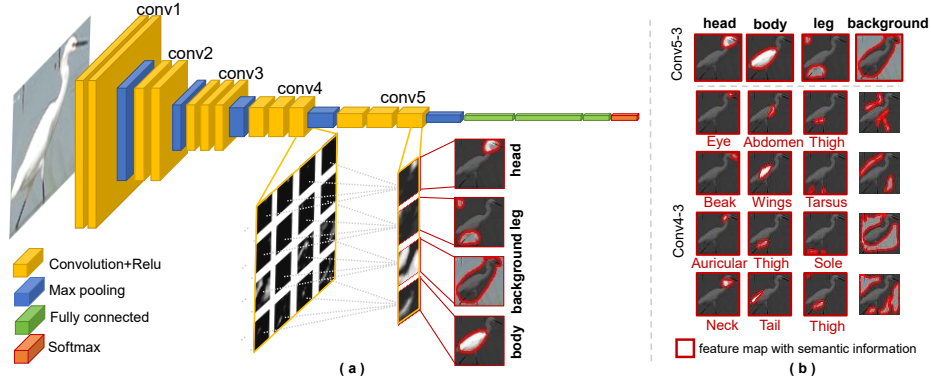 conv1
conv2
conv3
conv4
conv5
head
leg
background
body
Convolution+Relu
Max pooling
Fully connected
Softmax
( a )
head body leg background
Conv5-3
Conv4-3
Eye Abdomen Thigh
Beak Wings Tarsus
Auricular Thigh Sole
Neck Tail Thigh
feature map with semantic information
( b )